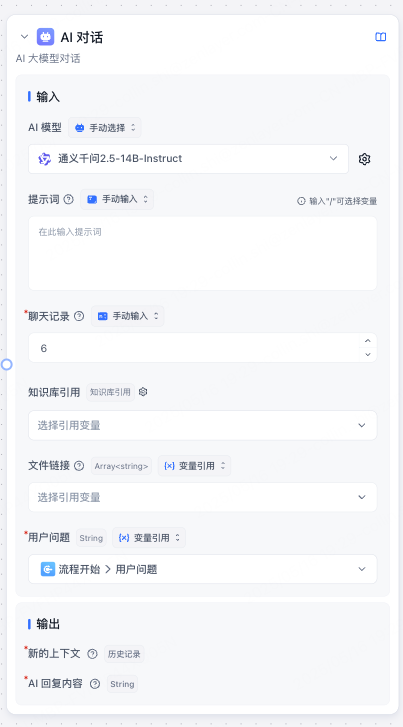 AI 对话
AI 大模型对话
输入
AI 模型 手动选择
通义千问2.5-14B-Instruct
提示词 手动输入 输入"/"可选择变量
在此输入提示词
*聊天记录 手动输入
6
知识库引用 知识库引用
选择引用变量
文件链接 Array<string> 变量引用
选择引用变量
*用户问题 String 变量引用
流程开始 > 用户问题
输出
*新的上下文 历史记录
*AI 回复内容 String